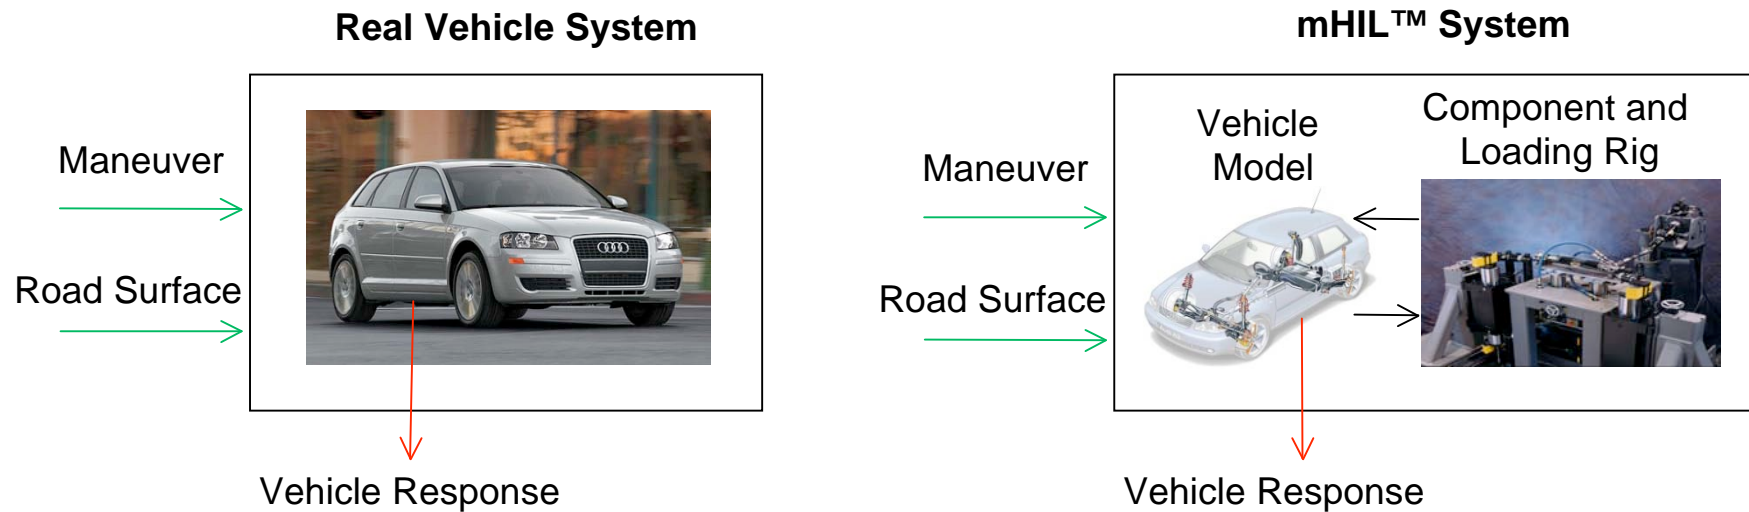 Real Vehicle System
Maneuver
Road Surface
Vehicle Response
mHIL™ System
Maneuver
Road Surface
Vehicle
Model
Component and
Loading Rig
Vehicle Response